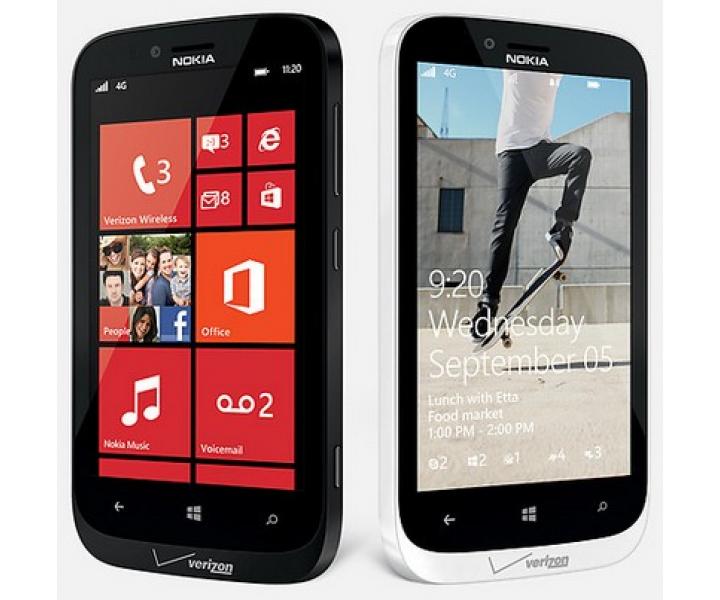 NOKIA
4G
11:20
3
3
Verizon Wireless
8
People
Office
Nokia Music
2
Voicemail
verizon
NOKIA
4G
9:20
Wednesday
September 05
Lunch with Etta
Food market
1:00 PM - 2:00 PM
2 2 1 4 3
verizon